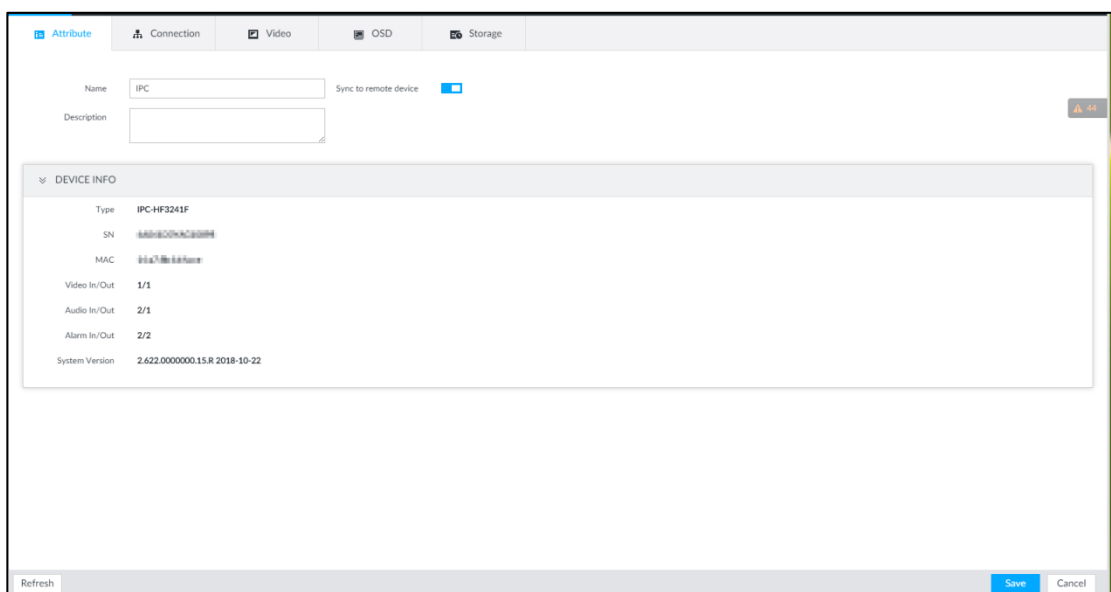 Attribute Connection Video OSD Storage
Name IPC Sync to remote device
44
Description
DEVICE INFO
Type IPC-HF3241F
SN
MAC
Video In/Out 1/1
Audio In/Out 2/1
Alarm In/Out 2/2
System Version 2.622.0000000.15.R 2018-10-22
Refresh Save Cancel